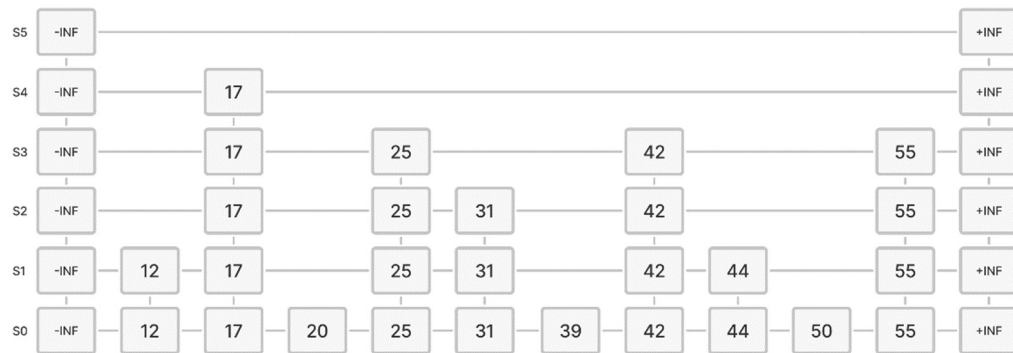 S5 -INF +INF
S4 -INF 17 +INF
S3 -INF 17 25 42 55 +INF
S2 -INF 17 25 31 42 55 +INF
S1 -INF 12 17 25 31 42 44 55 +INF
S0 -INF 12 17 20 25 31 39 42 44 50 55 +INF